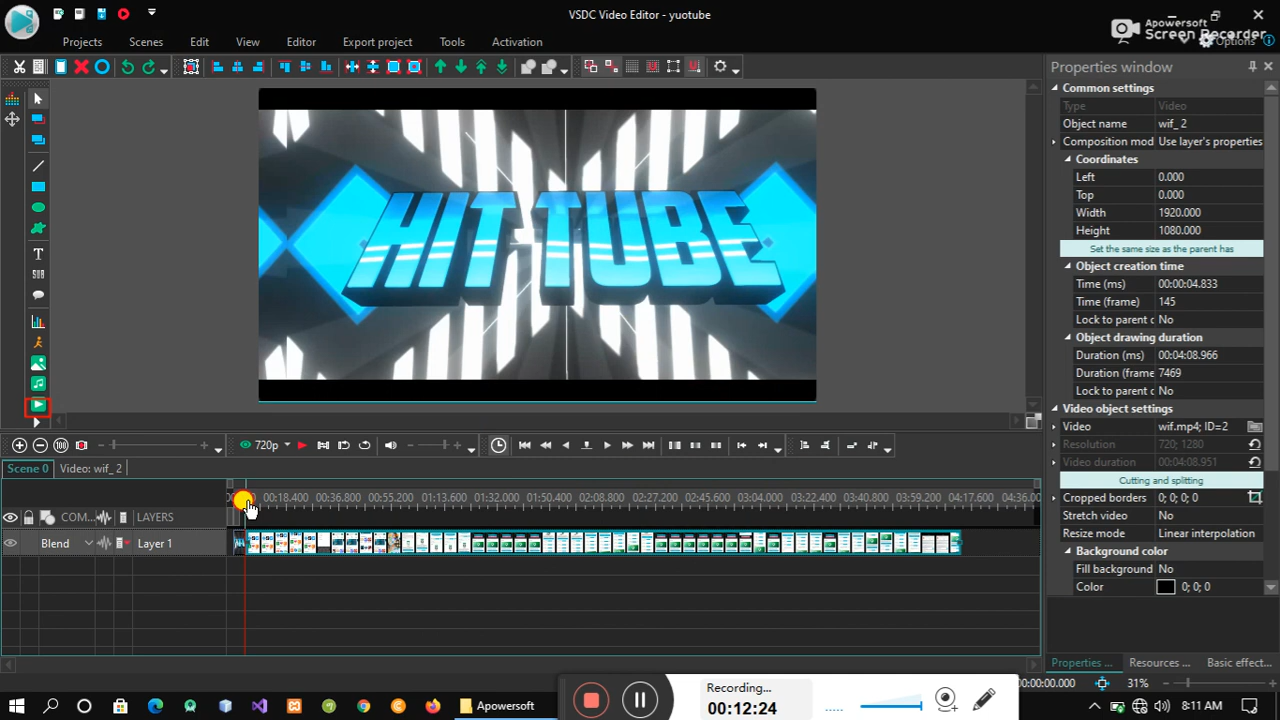 VSDC Video Editor - yuotube
Apowersoft
Screen Recorder
Options
Projects
Scenes
Edit
View
Editor
Export project
Tools
Activation
HIT TUBE
T
720p
Scene 0
Video: wif_ 2
00:18.400 00:36.800 00:55.200 01:13.600 01:32.000 01:50.400 02:08.800 02:27.200 02:45.600 03:04.000 03:22.400 03:40.800 03:59.200 04:17.600 04:36.0
COM...
LAYERS
Blend
Layer 1
Properties window
Common settings
Type Video
Object name wif_ 2
Composition mod Use layer's properties
Coordinates
Left 0.000
Top 0.000
Width 1920.000
Height 1080.000
Set the same size as the parent has
Object creation time
Time (ms) 00:00:04.833
Time (frame) 145
Lock to parent d No
Object drawing duration
Duration (ms) 00:04:08.966
Duration (frame 7469
Lock to parent d No
Video object settings
Video wif.mp4; ID=2
Resolution 720; 1280
Video duration 00:04:08.951
Cutting and splitting
Cropped borders 0; 0; 0; 0
Stretch video No
Resize mode Linear interpolation
Background color
Fill background No
Color 0; 0; 0
Properties ...
Resources ...
Basic effect...
00:00:00.000
31%
Apowersoft
Recording...
00:12:24
8:11 AM